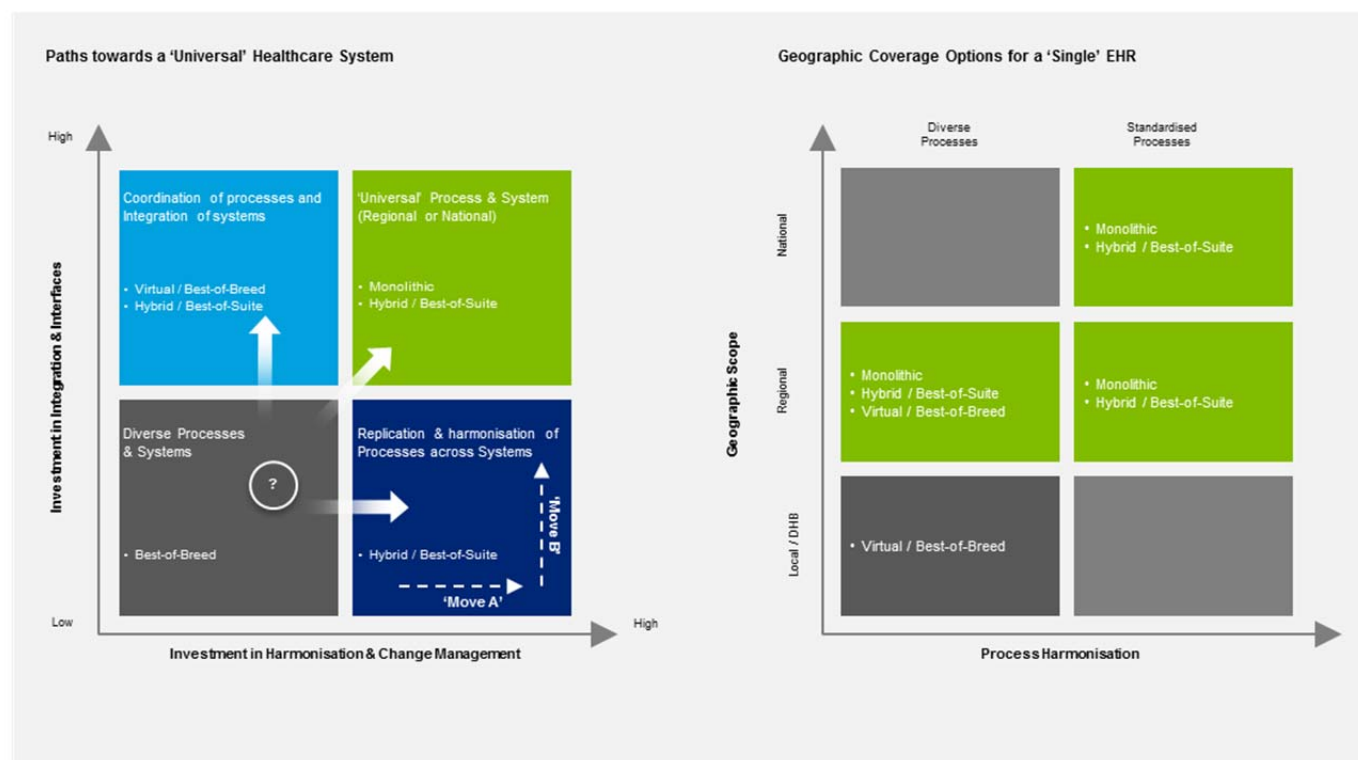 Paths towards a ‘Universal’ Healthcare System
High
Coordination of processes and
Integration of systems
• Virtual / Best-of-Breed
• Hybrid / Best-of-Suite
‘Universal’ Process & System
(Regional or National)
• Monolithic
• Hybrid / Best-of-Suite
Investment in Integration & Interfaces
Diverse Processes
& Systems
?
• Best-of-Breed
Replication & harmonisation of
Processes across Systems
‘Move B’
• Hybrid / Best-of-Suite
‘Move A’
Low
High
Investment in Harmonisation & Change Management
Geographic Coverage Options for a ‘Single’ EHR
Diverse
Processes
Standardised
Processes
National
• Monolithic
• Hybrid / Best-of-Suite
Geographic Scope
Regional
• Monolithic
• Hybrid / Best-of-Suite
• Virtual / Best-of-Breed
• Monolithic
• Hybrid / Best-of-Suite
Local / DHB
• Virtual / Best-of-Breed
Process Harmonisation